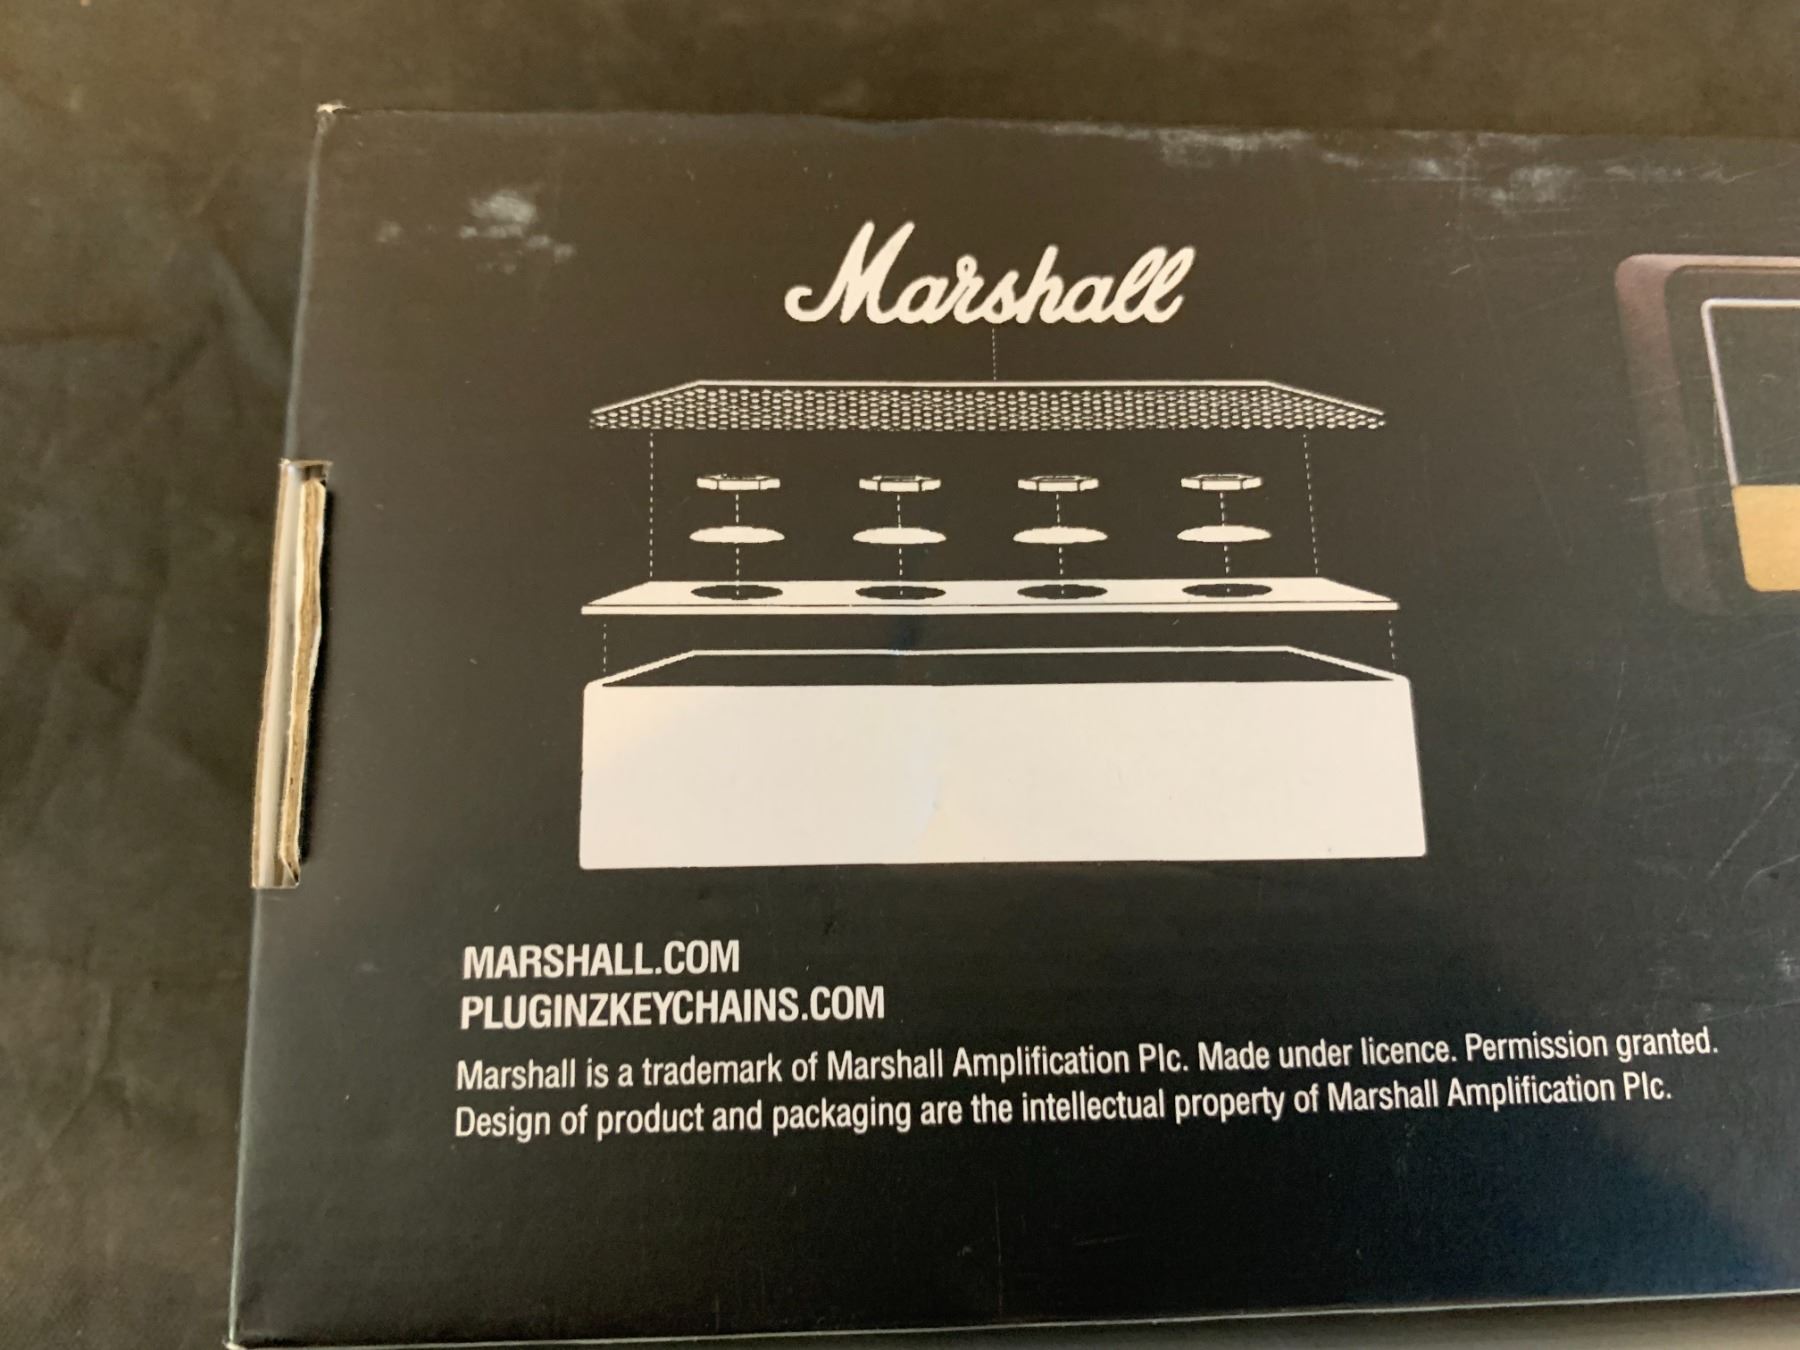 Marshall
MARSHALL.COM
PLUGINZKEYCHAINS.COM
Marshall is a trademark of Marshall Amplification Plc. Made under licence. Permission granted.
Design of product and packaging are the intellectual property of Marshall Amplification Plc.